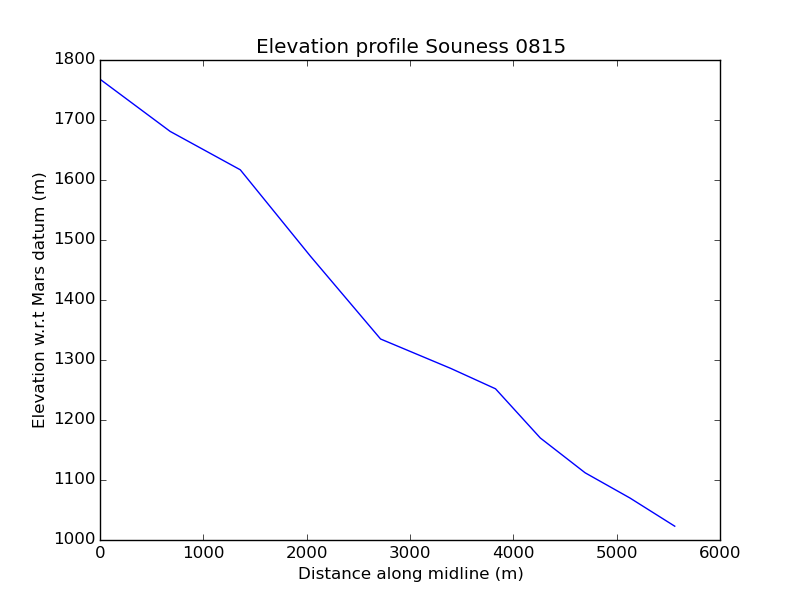 Elevation profile Souness 0815
1800
1700
1600
1500
1400
1300
1200
1100
1000
Elevation w.r.t Mars datum (m)
0 1000 2000 3000 4000 5000 6000
Distance along midline (m)